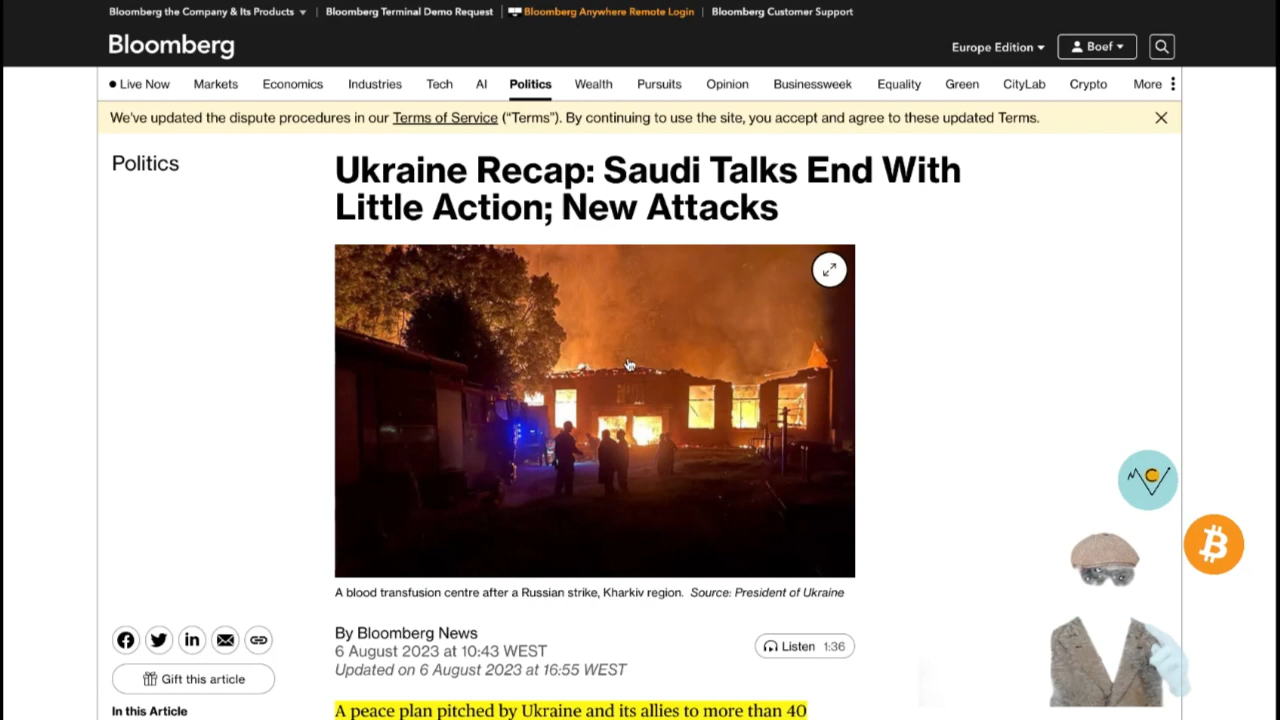 Bloomberg the Company & Its Products
Bloomberg Terminal Demo Request
Bloomberg Anywhere Remote Login
Bloomberg Customer Support
Bloomberg
Europe Edition
Boef
Live Now
Markets
Economics
Industries
Tech
AI
Politics
Wealth
Pursuits
Opinion
Businessweek
Equality
Green
CityLab
Crypto
More
We've updated the dispute procedures in our Terms of Service ("Terms"). By continuing to use the site, you accept and agree to these updated Terms.
Politics
Ukraine Recap: Saudi Talks End With
Little Action; New Attacks
A blood transfusion centre after a Russian strike, Kharkiv region. Source: President of Ukraine
By Bloomberg News
6 August 2023 at 10:43 WEST
Updated on 6 August 2023 at 16:55 WEST
Listen 1:36
Gift this article
In this Article
A peace plan pitched by Ukraine and its allies to more than 40